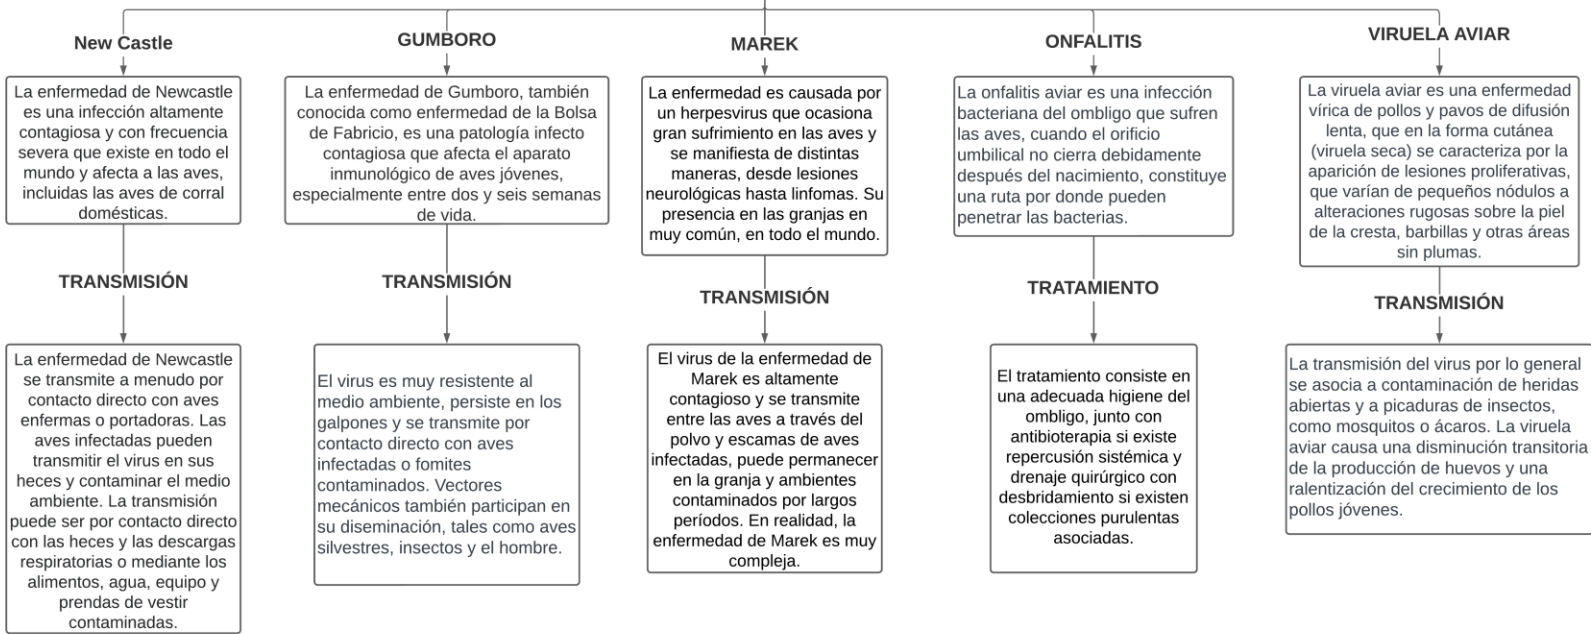 New Castle
La enfermedad de Newcastle
es una infección altamente
contagiosa y con frecuencia
severa que existe en todo el
mundo y afecta a las aves,
incluidas las aves de corral
domésticas.
TRANSMISIÓN
La enfermedad de Newcastle
se transmite a menudo por
contacto directo con aves
enfermas o portadoras. Las
aves infectadas pueden
transmitir el virus en sus
heces y contaminar el medio
ambiente. La transmisión
puede ser por contacto directo
con las heces y las descargas
respiratorias o mediante los
alimentos, agua, equipo y
prendas de vestir
contaminadas.
GUMBORO
La enfermedad de Gumboro, también
conocida como enfermedad de la Bolsa
de Fabricio, es una patología infecto
contagiosa que afecta el aparato
inmunológico de aves jóvenes,
especialmente entre dos y seis semanas
de vida.
TRANSMISIÓN
El virus es muy resistente al
medio ambiente, persiste en los
galpones y se transmite por
contacto directo con aves
infectadas o fomites
contaminados. Vectores
mecánicos también participan en
su diseminación, tales como aves
silvestres, insectos y el hombre.
MAREK
La enfermedad es causada por
un herpesvirus que ocasiona
gran sufrimiento en las aves y
se manifiesta de distintas
maneras, desde lesiones
neurológicas hasta linfomas. Su
presencia en las granjas en
muy común, en todo el mundo.
TRANSMISIÓN
El virus de la enfermedad de
Marek es altamente
contagioso y se transmite
entre las aves a través del
polvo y escamas de aves
infectadas, puede permanecer
en la granja y ambientes
contaminados por largos
períodos. En realidad, la
enfermedad de Marek es muy
compleja.
ONFALITIS
La onfalitis aviar es una infección
bacteriana del ombligo que sufren
las aves, cuando el orificio
umbilical no cierra debidamente
después del nacimiento, constituye
una ruta por donde pueden
penetrar las bacterias.
TRATAMIENTO
El tratamiento consiste en
una adecuada higiene del
ombligo, junto con
antibioterapia si existe
repercusión sistémica y
drenaje quirúrgico con
desbridamiento si existen
colecciones purulentas
asociadas.
VIRUELA AVIAR
La viruela aviar es una enfermedad
vírica de pollos y pavos de difusión
lenta, que en la forma cutánea
(viruela seca) se caracteriza por la
aparición de lesiones proliferativas,
que varían de pequeños nódulos a
alteraciones rugosas sobre la piel
de la cresta, barbillas y otras áreas
sin plumas.
TRANSMISIÓN
La transmisión del virus por lo general
se asocia a contaminación de heridas
abiertas y a picaduras de insectos,
como mosquitos o ácaros. La viruela
aviar causa una disminución transitoria
de la producción de huevos y una
ralentización del crecimiento de los
pollos jóvenes.